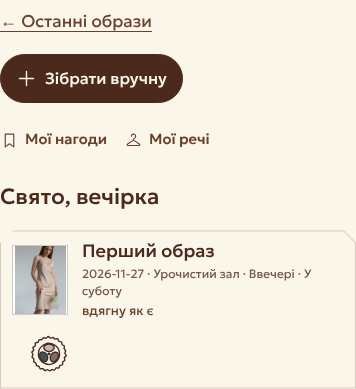 ← Останні образи
Зібрати вручну
Мої нагоди Мої речі
Свято, вечірка
Перший образ
2026-11-27 · Урочистий зал · Ввечері · У
суботу
вдягну як є